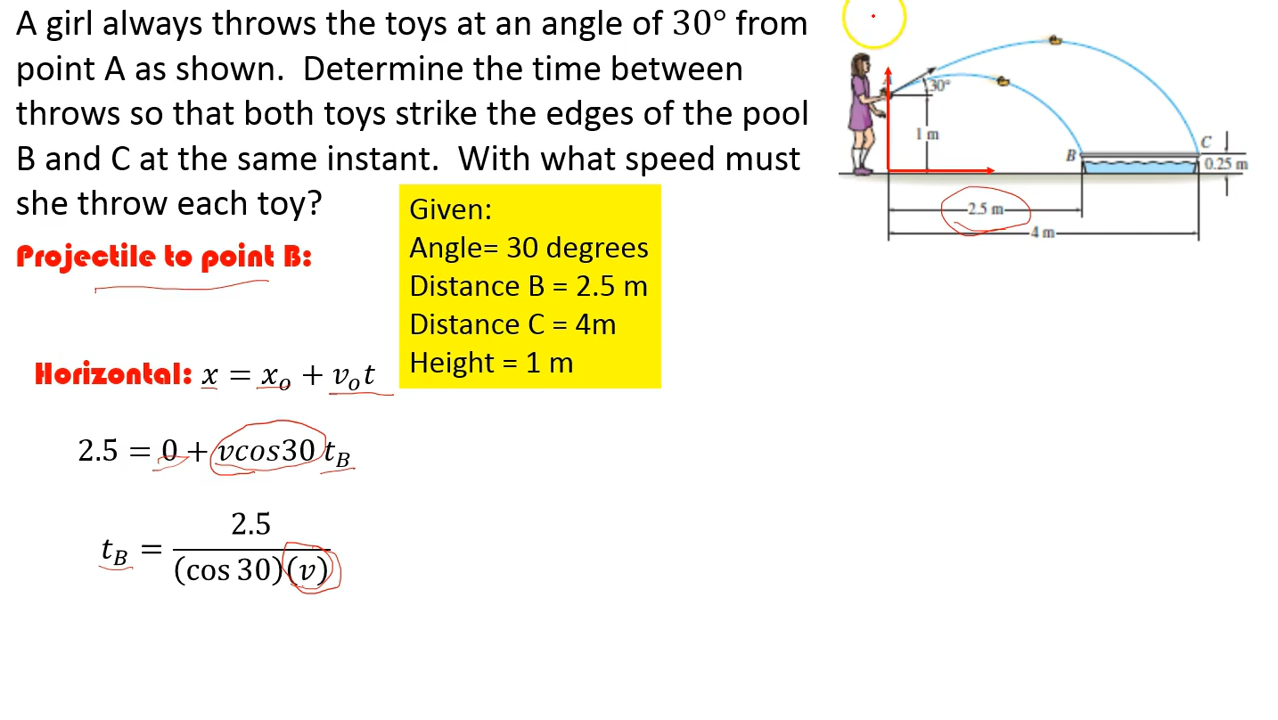 A girl always throws the toys at an angle of 30° from
point A as shown. Determine the time between
throws so that both toys strike the edges of the pool
B and C at the same instant. With what speed must
she throw each toy?
Projectile to point B:
Given:
Angle= 30 degrees
Distance B = 2.5 m
Distance C = 4m
Height = 1 m
Horizontal: x = xₒ + vₒt
2.5 = 0 + vcos30 t_B
t_B = 2.5 / (cos 30)(v)
A
30°
1 m
B
C
0.25 m
2.5 m
4 m